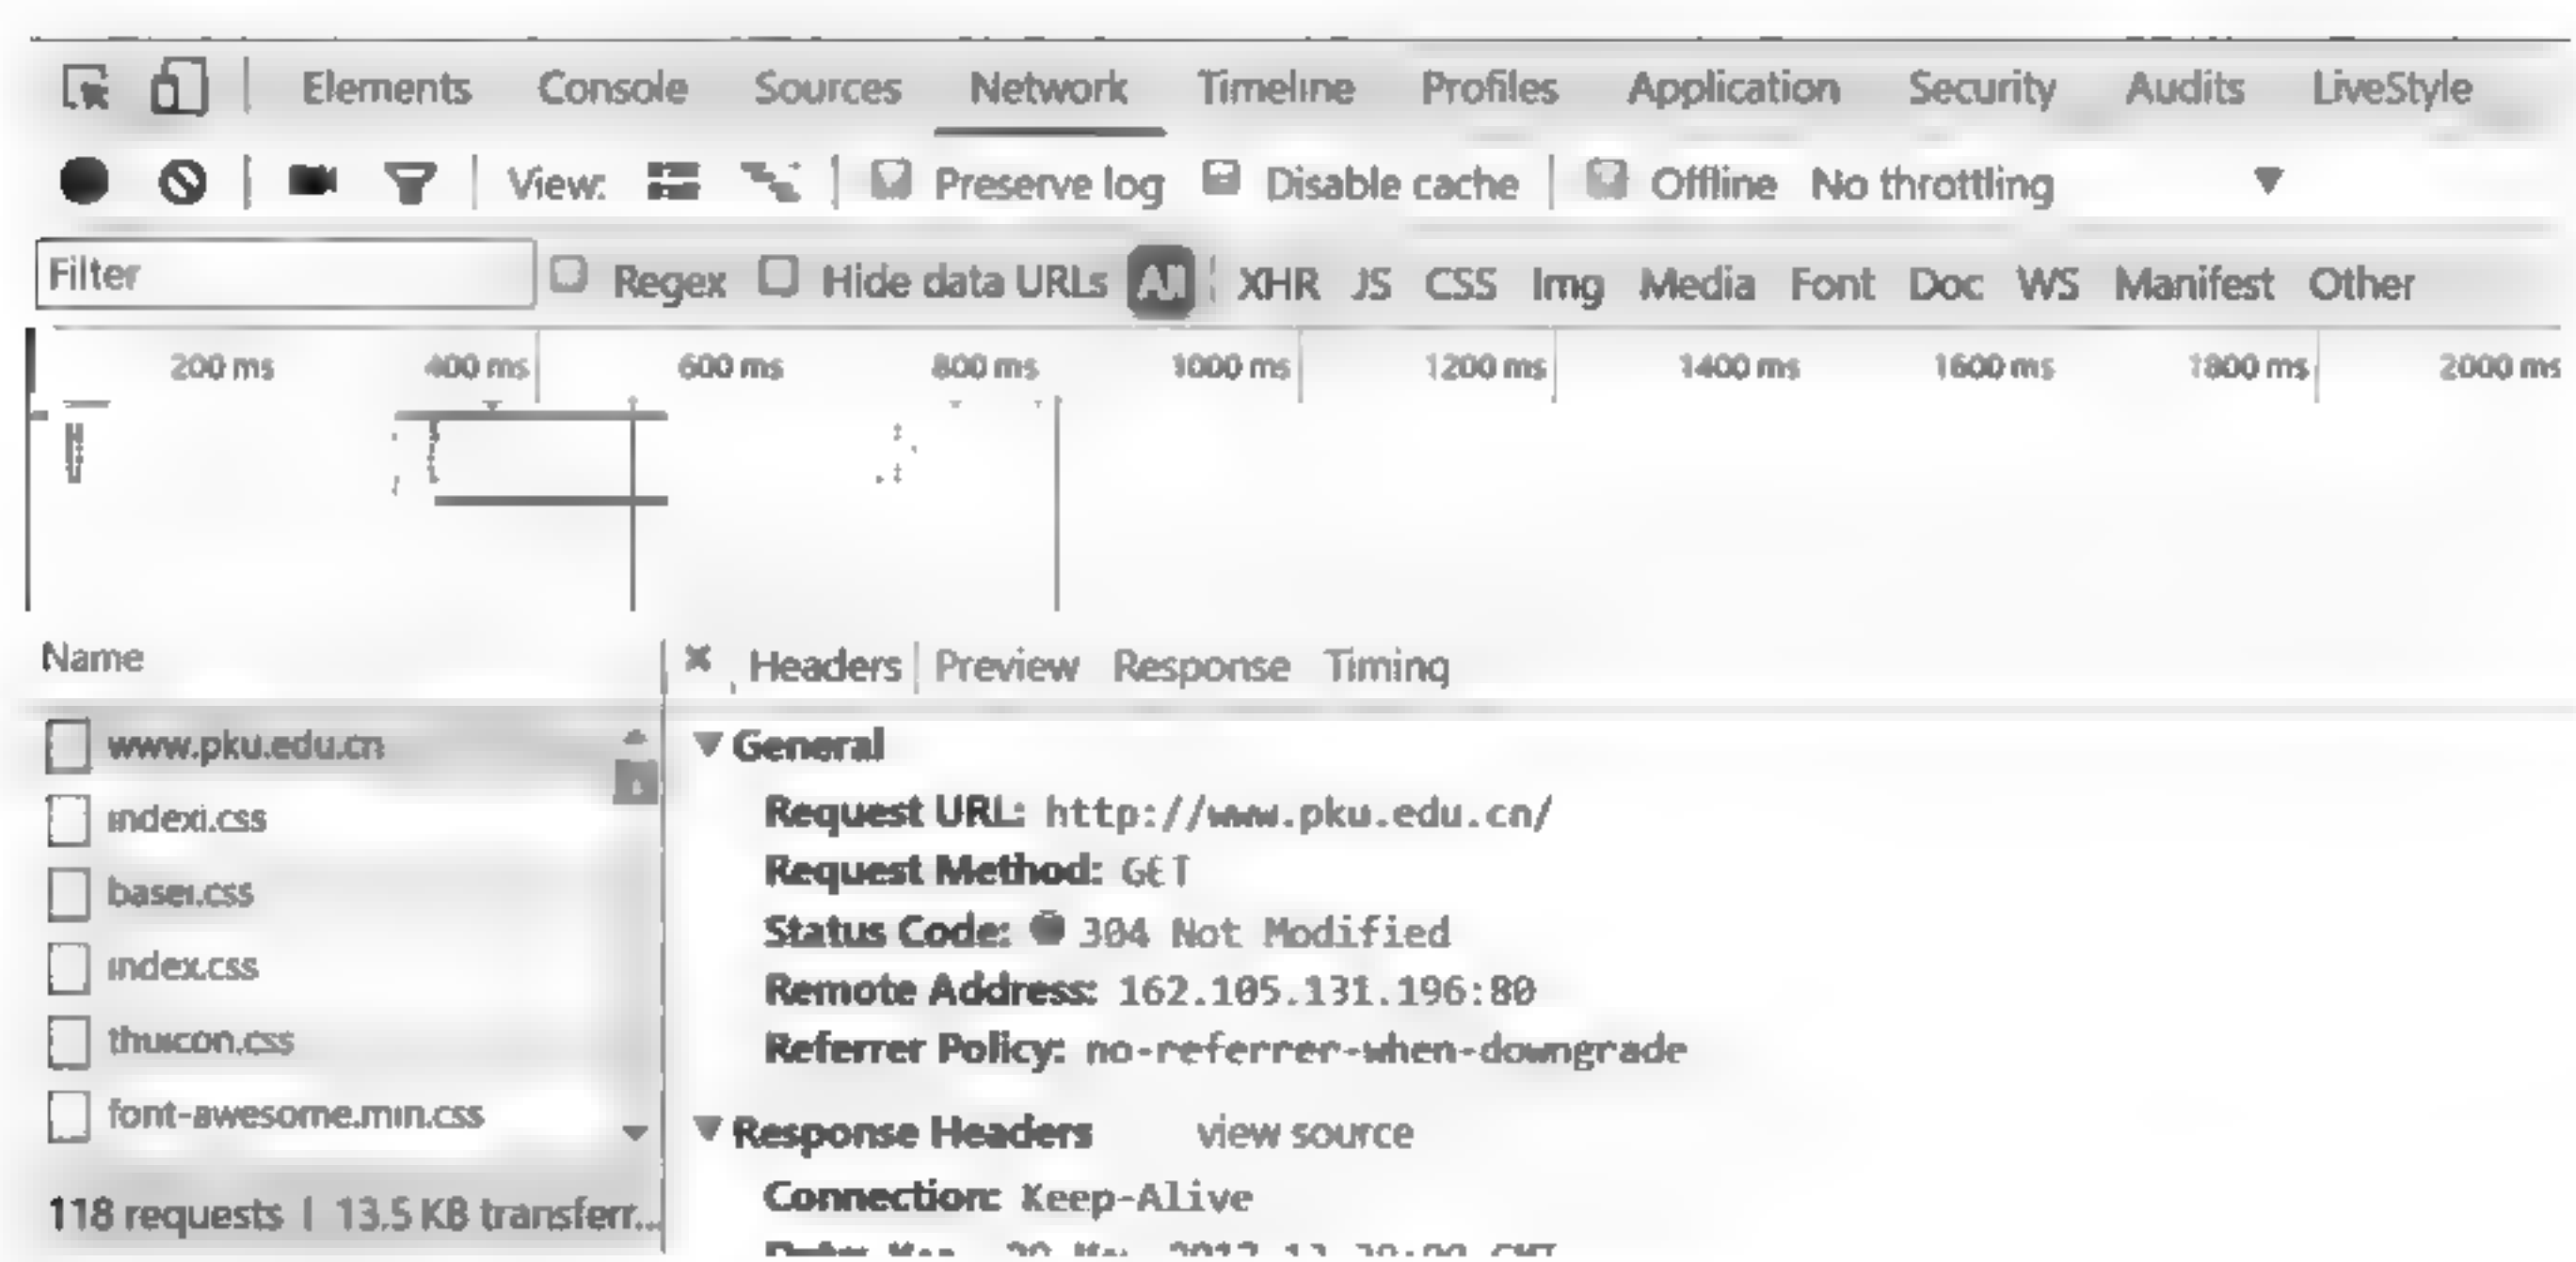 Elements Console Sources Network Timeline Profiles Application Security Audits LiveStyle
View: Preserve log Disable cache Offline No throttling
Filter Regex Hide data URLs All XHR JS CSS Img Media Font Doc WS Manifest Other
200 ms 400 ms 600 ms 800 ms 1000 ms 1200 ms 1400 ms 1600 ms 1800 ms 2000 ms
Name
www.pku.edu.cn
indexi.css
basei.css
index.css
thuicon.css
font-awesome.min.css
118 requests | 13.5 KB transferr...
Headers Preview Response Timing
General
Request URL: http://www.pku.edu.cn/
Request Method: GET
Status Code: 304 Not Modified
Remote Address: 162.105.131.196:80
Referrer Policy: no-referrer-when-downgrade
Response Headers view source
Connection: Keep-Alive